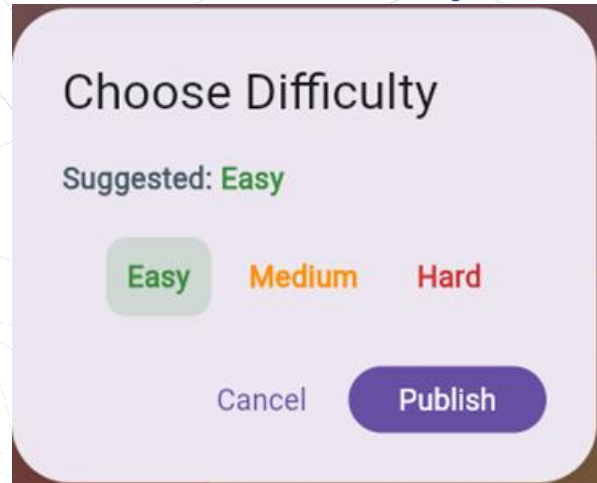 Choose Difficulty
Suggested: Easy
Easy Medium Hard
Cancel Publish